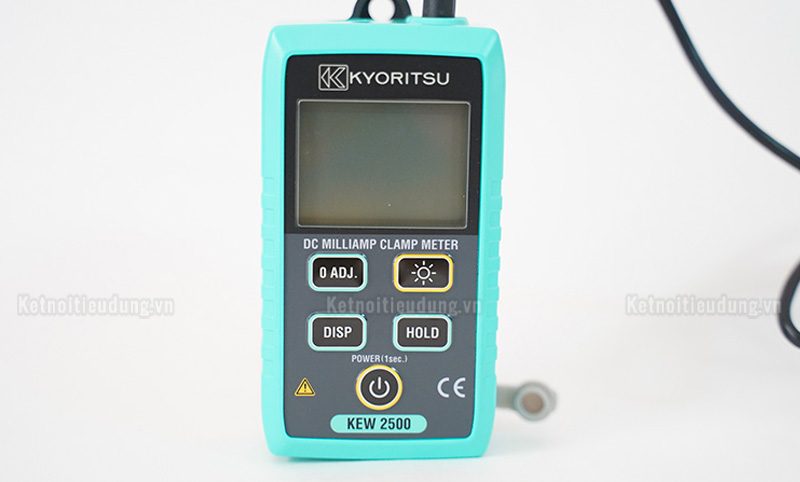 KYORITSU
DC MILLIAMP CLAMP METER
0 ADJ.
Ketnoitieudung.vn Ketnoitieudung.vn Ketnoitieudung.vn
DISP HOLD
POWER(1sec.)
CE
KEW 2500